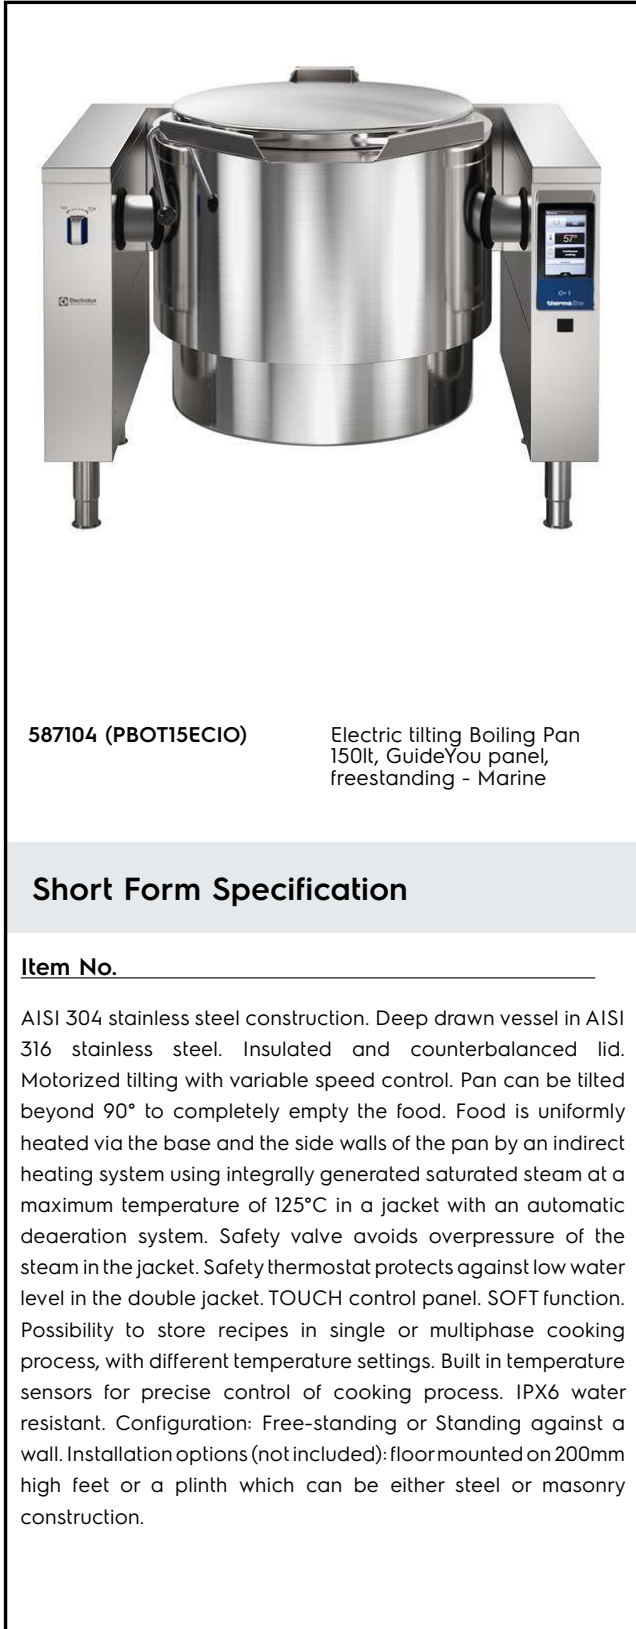 57°
Electrolux
thermaline
587104 (PBOT15ECIO)
Electric tilting Boiling Pan
150lt, GuideYou panel,
freestanding - Marine
Short Form Specification
Item No.
AISI 304 stainless steel construction. Deep drawn vessel in AISI
316 stainless steel. Insulated and counterbalanced lid.
Motorized tilting with variable speed control. Pan can be tilted
beyond 90° to completely empty the food. Food is uniformly
heated via the base and the side walls of the pan by an indirect
heating system using integrally generated saturated steam at a
maximum temperature of 125°C in a jacket with an automatic
deaeration system. Safety valve avoids overpressure of the
steam in the jacket. Safety thermostat protects against low water
level in the double jacket. TOUCH control panel. SOFT function.
Possibility to store recipes in single or multiphase cooking
process, with different temperature settings. Built in temperature
sensors for precise control of cooking process. IPX6 water
resistant. Configuration: Free-standing or Standing against a
wall. Installation options (not included): floor mounted on 200mm
high feet or a plinth which can be either steel or masonry
construction.